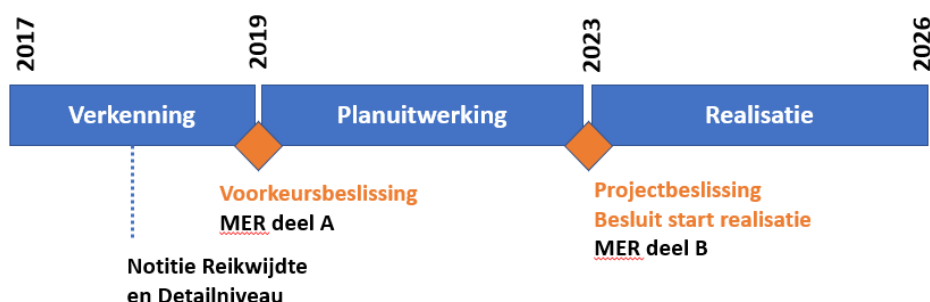 2017
2019
2023
2026
Verkenning
Planuitwerking
Realisatie
Voorkeursbeslissing
MER deel A
Projectbeslissing
Besluit start realisatie
MER deel B
Notitie Reikwijdte
en Detailniveau